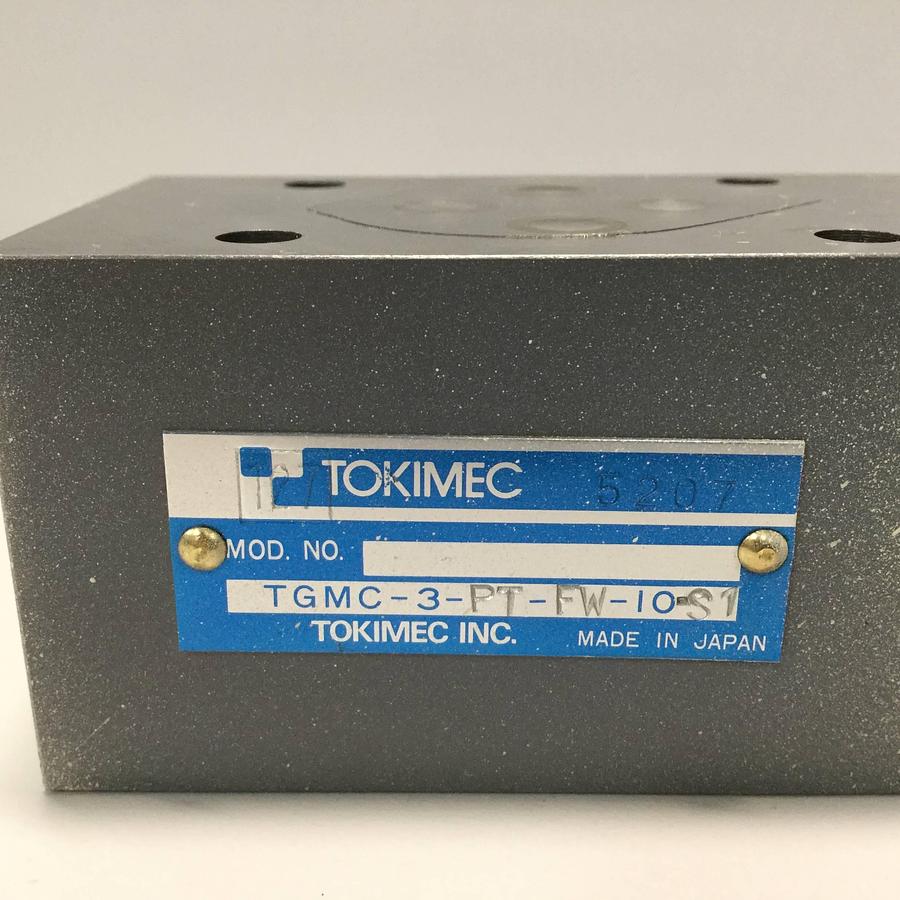 TOKIMEC 5207
MOD. NO.
TGMC-3-PT-FW-10-S1
TOKIMEC INC. MADE IN JAPAN